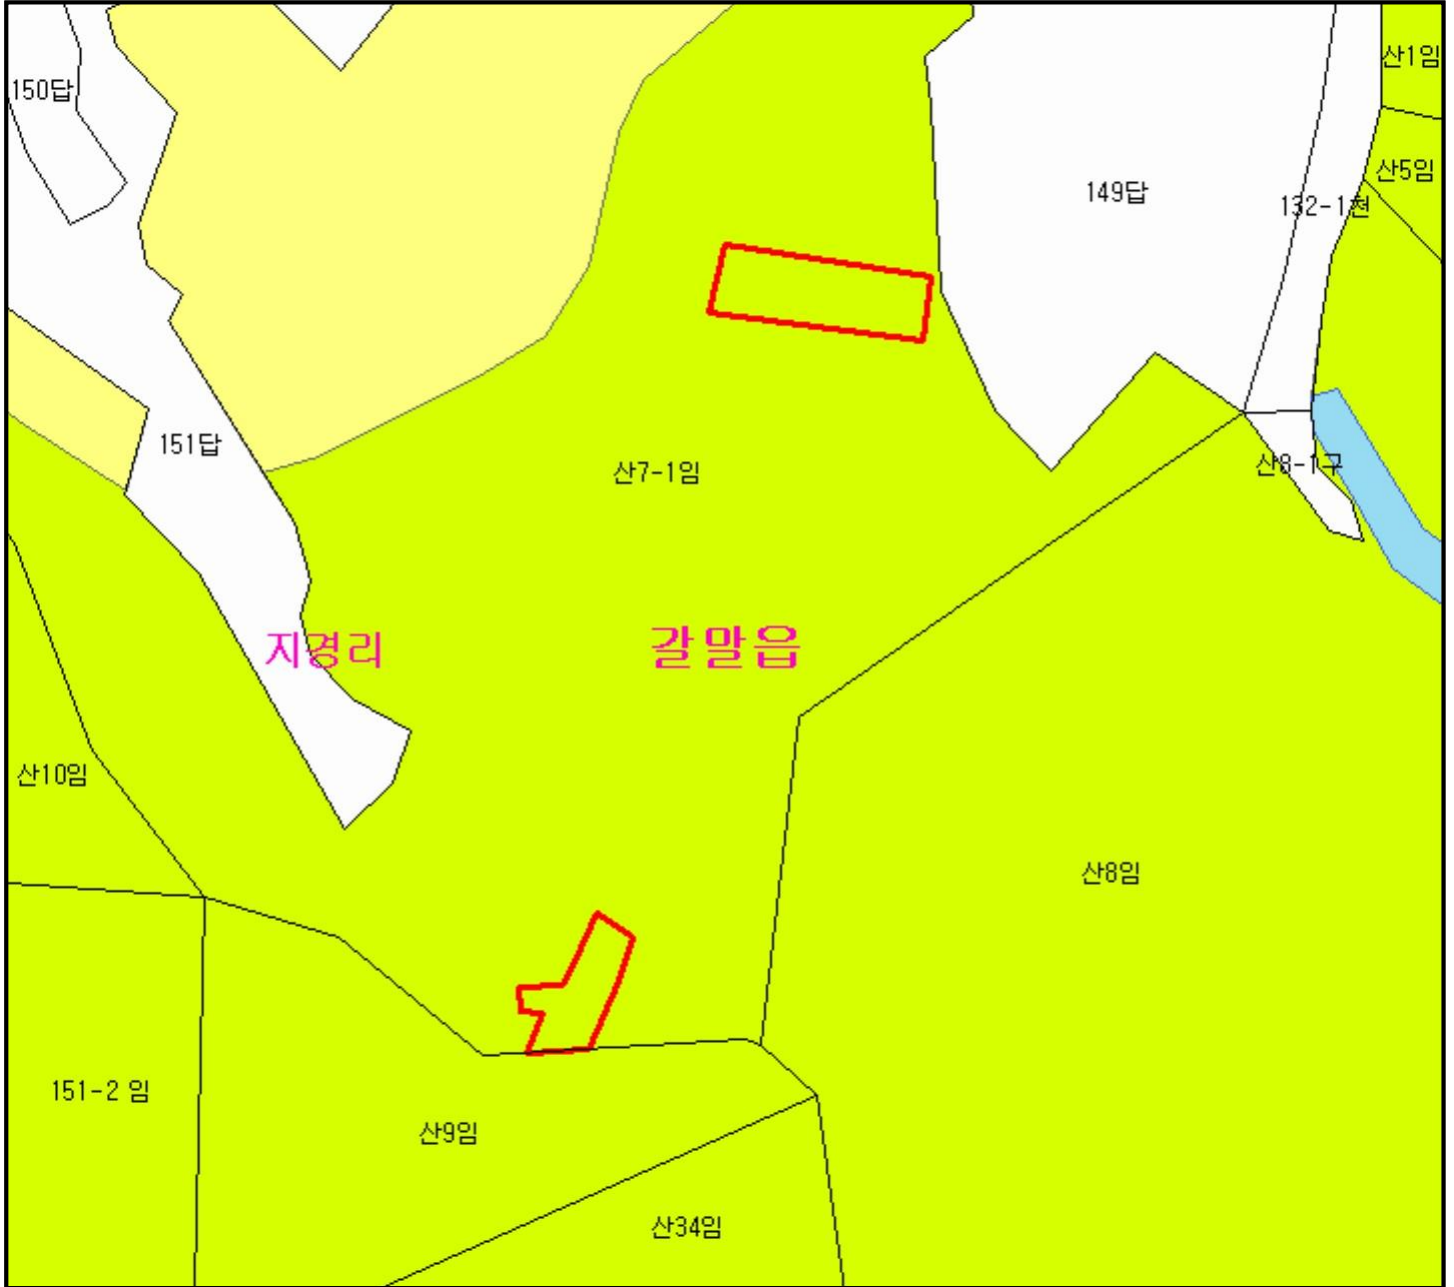 산1임
150답
산5임
149답
132-1천
151답
산8-1구
산7-1임
지경리
갈말읍
산10임
산8임
151-2 임
산9임
산34임